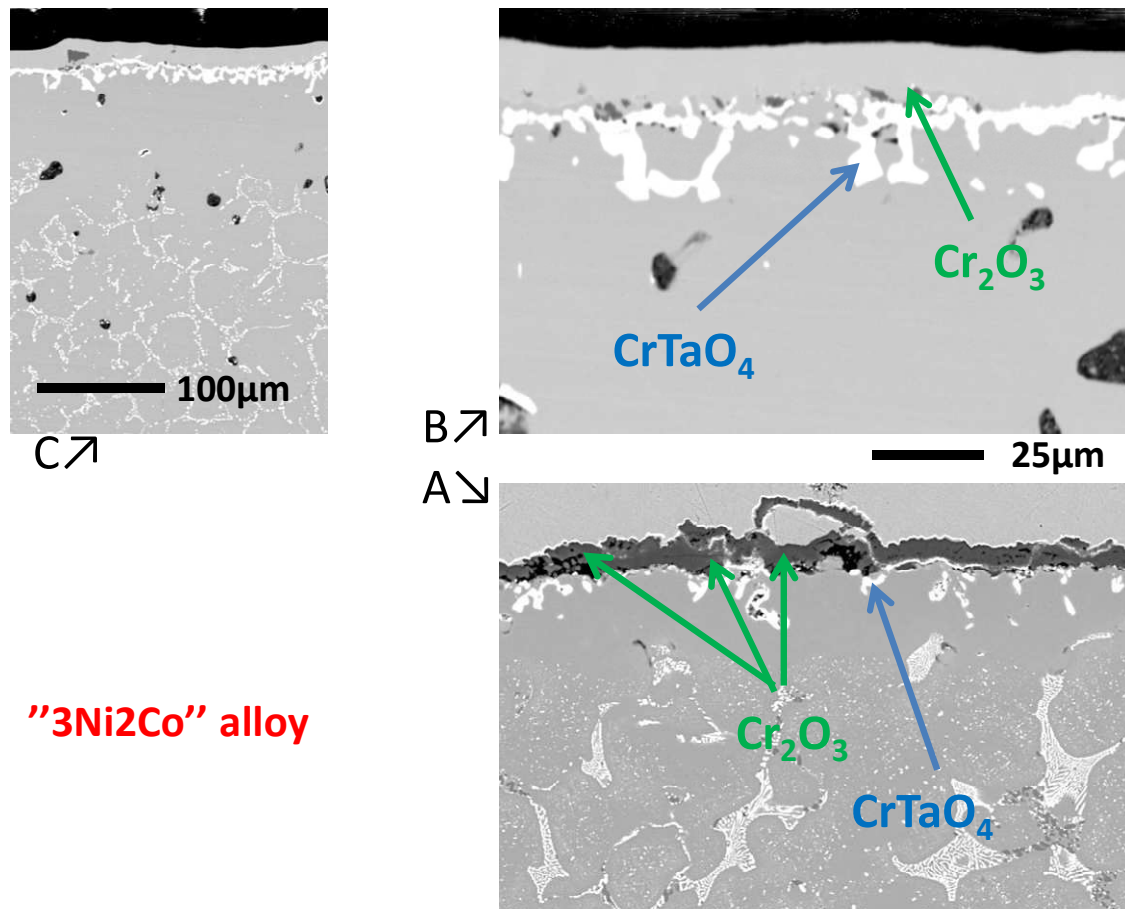 Cr₂O₃
CrTaO₄
100µm
B↗
C↗
25µm
A↘
''3Ni2Co'' alloy
Cr₂O₃
CrTaO₄